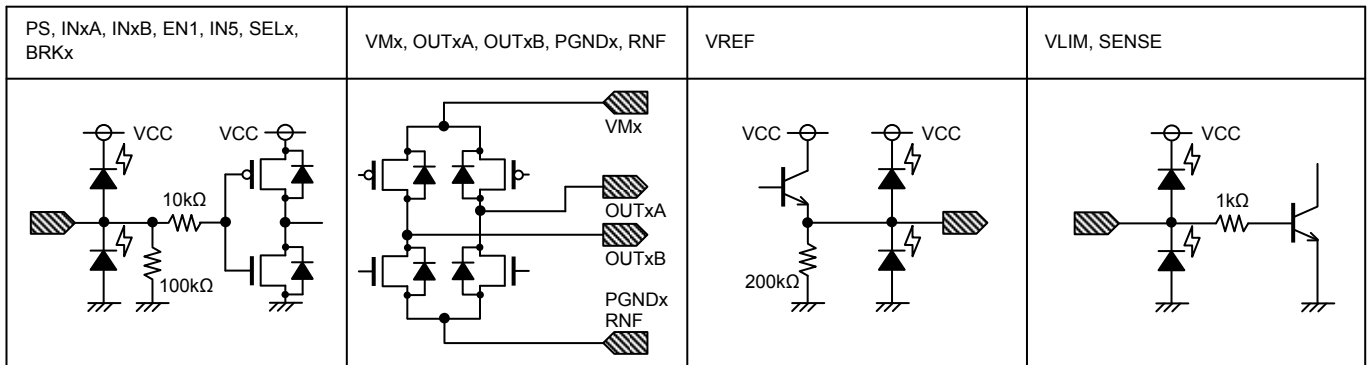 PS, INxA, INxB, EN1, IN5, SELx,
BRKx
VMx, OUTxA, OUTxB, PGNDx, RNF
VREF
VLIM, SENSE
VCC
VCC
10kΩ
100kΩ
VMx
OUTxA
OUTxB
PGNDx
RNF
VCC
200kΩ
VCC
1kΩ